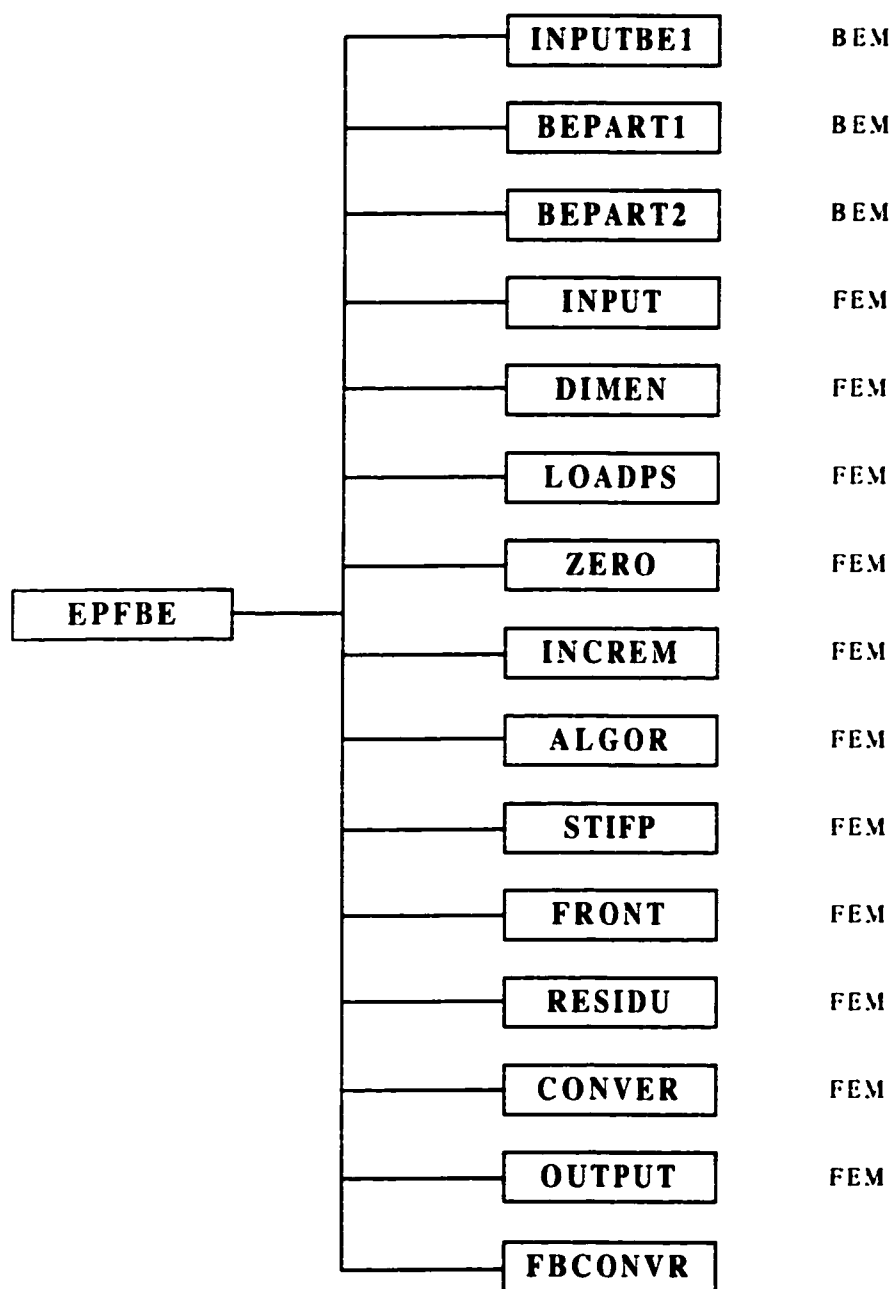 INPUTBE1 BEM
BEPART1 BEM
BEPART2 BEM
INPUT FEM
DIMEN FEM
LOADPS FEM
ZERO FEM
EPFBE
INCREM FEM
ALGOR FEM
STIFP FEM
FRONT FEM
RESIDU FEM
CONVER FEM
OUTPUT FEM
FBCONVR